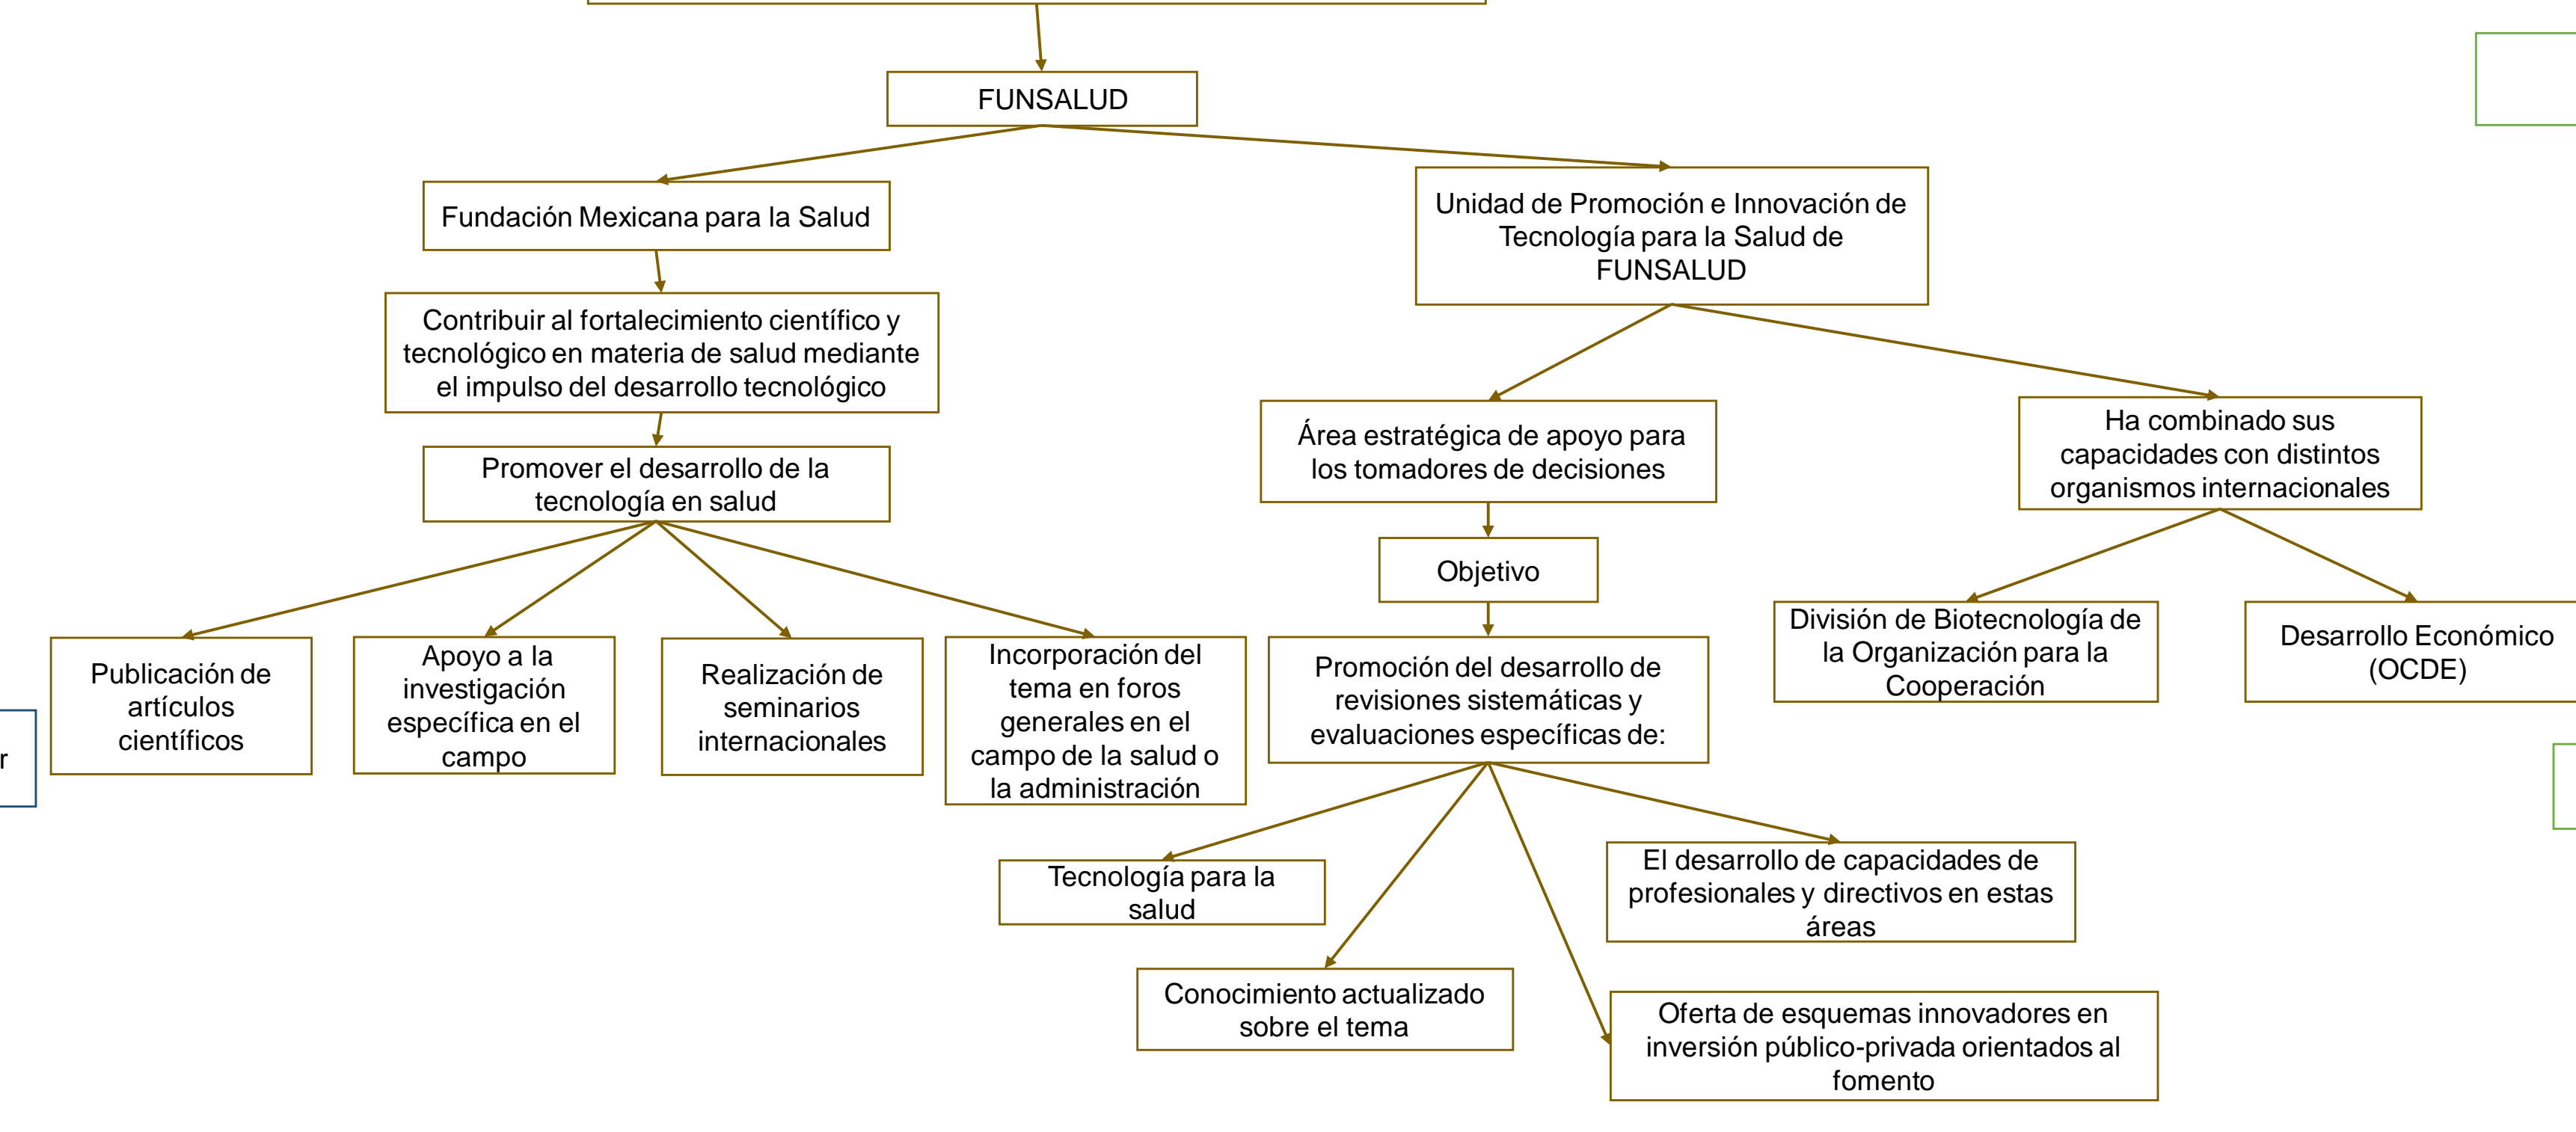 FUNSALUD
Fundación Mexicana para la Salud
Unidad de Promoción e Innovación de
Tecnología para la Salud de
FUNSALUD
Contribuir al fortalecimiento científico y
tecnológico en materia de salud mediante
el impulso del desarrollo tecnológico
Promover el desarrollo de la
tecnología en salud
Área estratégica de apoyo para
los tomadores de decisiones
Ha combinado sus
capacidades con distintos
organismos internacionales
Objetivo
r
Publicación de
artículos
científicos
Apoyo a la
investigación
específica en el
campo
Realización de
seminarios
internacionales
Incorporación del
tema en foros
generales en el
campo de la salud o
la administración
Promoción del desarrollo de
revisiones sistemáticas y
evaluaciones específicas de:
División de Biotecnología de
la Organización para la
Cooperación
Desarrollo Económico
(OCDE)
Tecnología para la
salud
El desarrollo de capacidades de
profesionales y directivos en estas
áreas
Conocimiento actualizado
sobre el tema
Oferta de esquemas innovadores en
inversión público-privada orientados al
fomento